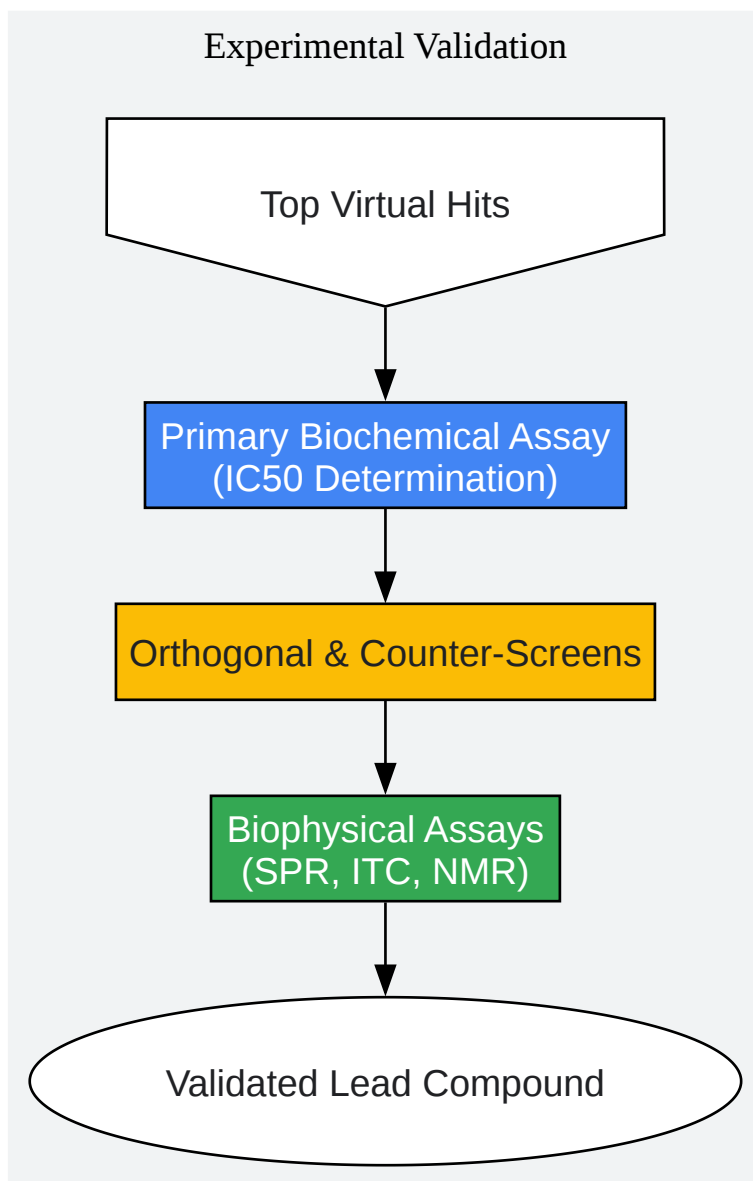 Experimental Validation
Top Virtual Hits
Primary Biochemical Assay
(IC50 Determination)
Orthogonal & Counter-Screens
Biophysical Assays
(SPR, ITC, NMR)
Validated Lead Compound